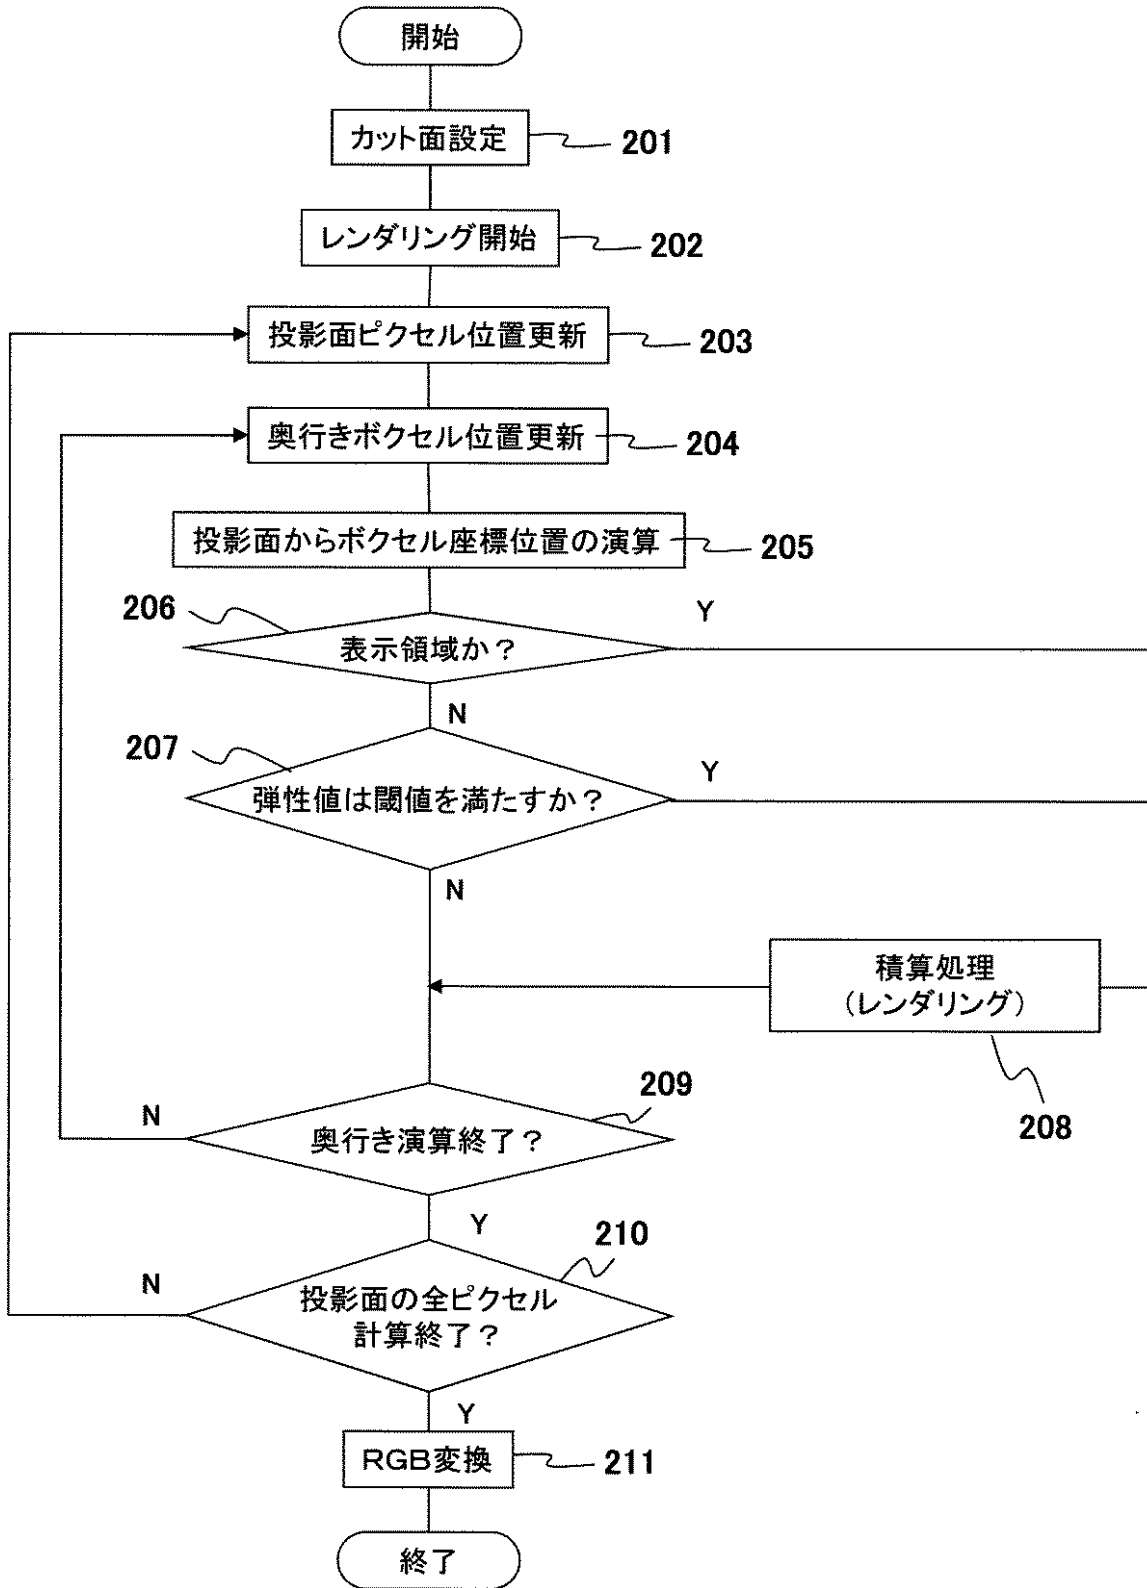 開始
カット面設定
201
レンダリング開始
202
投影面ピクセル位置更新
203
奥行きボクセル位置更新
204
投影面からボクセル座標位置の演算
205
206
表示領域か？
Y
N
207
弾性値は閾値を満たすか？
Y
N
積算処理
（レンダリング）
208
209
奥行き演算終了？
N
Y
210
投影面の全ピクセル
計算終了？
N
Y
RGB変換
211
終了